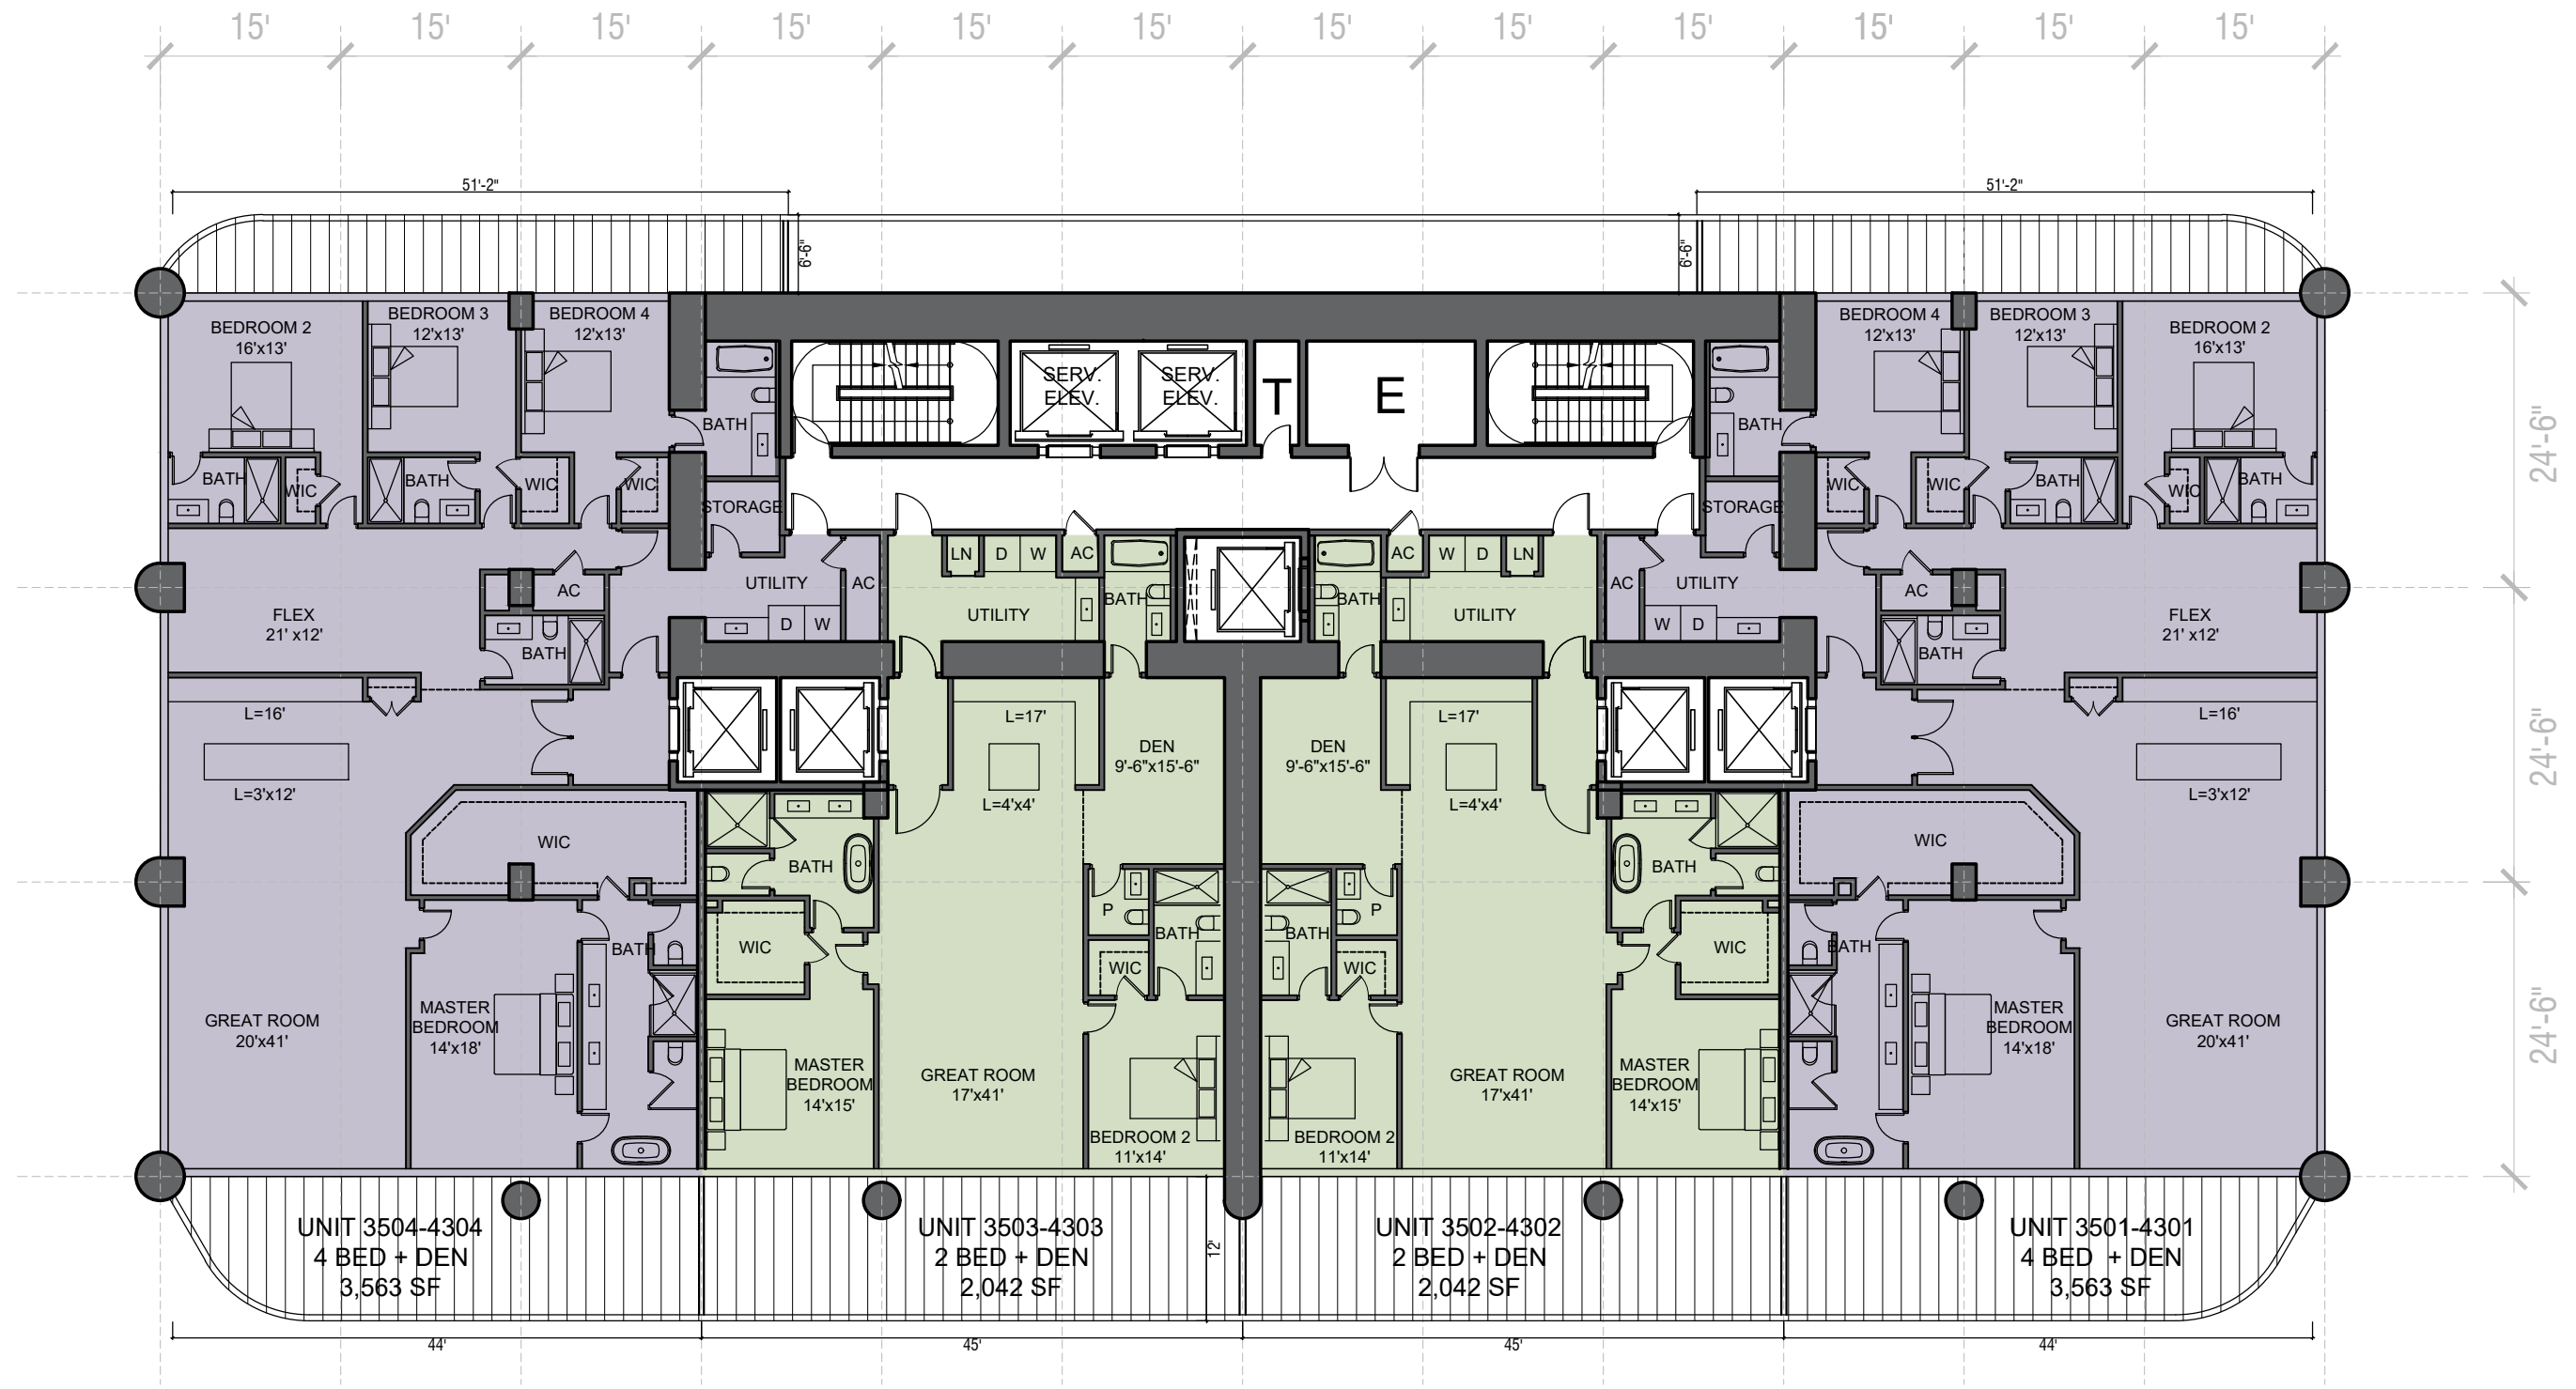 15' 15' 15' 15' 15' 15' 15' 15' 15' 15' 15' 15'
51'-2" 51'-2"
6'-6" 6'-6"
BEDROOM 2
16'x13'
BEDROOM 3
12'x13'
BEDROOM 4
12'x13'
BEDROOM 4
12'x13'
BEDROOM 3
12'x13'
BEDROOM 2
16'x13'
SERV.
ELEV.
SERV.
ELEV.
T
E
BATH
BATH
24'-6"
BATH
WIC
BATH
WIC
WIC
WIC
WIC
BATH
WIC
BATH
STORAGE
STORAGE
LN D W AC
AC W D LN
AC
UTILITY
AC
AC
UTILITY
AC
BATH
BATH
FLEX
21' x12'
UTILITY
UTILITY
FLEX
21' x12'
D W
W D
BATH
BATH
L=16'
L=17'
L=17'
L=16'
24'-6"
DEN
9'-6"x15'-6"
DEN
9'-6"x15'-6"
L=3'x12'
L=4'x4'
L=4'x4'
L=3'x12'
WIC
BATH
BATH
WIC
P
P
BATH
WIC
BATH
BATH
WIC
BATH
WIC
WIC
MASTER
BEDROOM
14'x18'
MASTER
BEDROOM
14'x18'
GREAT ROOM
20'x41'
GREAT ROOM
20'x41'
24'-6"
MASTER
BEDROOM
14'x15'
GREAT ROOM
17'x41'
GREAT ROOM
17'x41'
MASTER
BEDROOM
14'x15'
BEDROOM 2
11'x14'
BEDROOM 2
11'x14'
UNIT 3504-4304
4 BED + DEN
3,563 SF
UNIT 3503-4303
2 BED + DEN
2,042 SF
12'
UNIT 3502-4302
2 BED + DEN
2,042 SF
UNIT 3501-4301
4 BED + DEN
3,563 SF
44' 45' 45' 44'